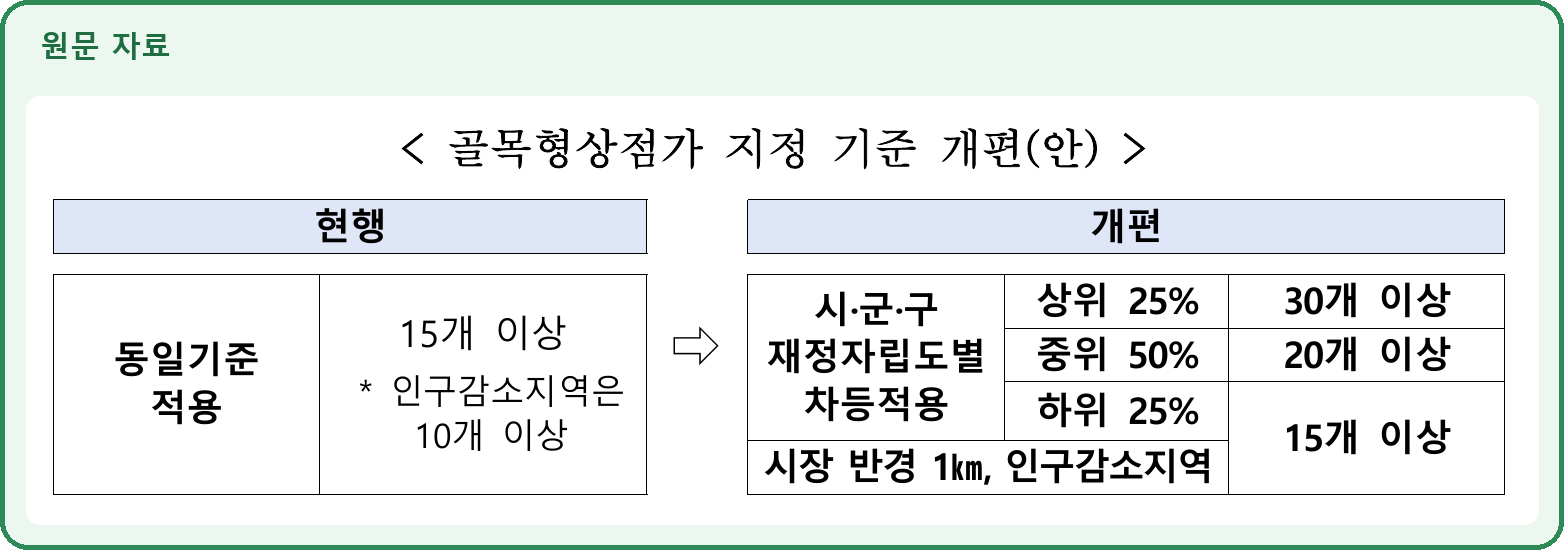 원문 자료
< 골목형상점가 지정 기준 개편(안) >
현행
개편
동일기준
적용
15개 이상
* 인구감소지역은
10개 이상
시·군·구
재정자립도별
차등적용
상위 25%
30개 이상
중위 50%
20개 이상
하위 25%
15개 이상
시장 반경 1㎞, 인구감소지역